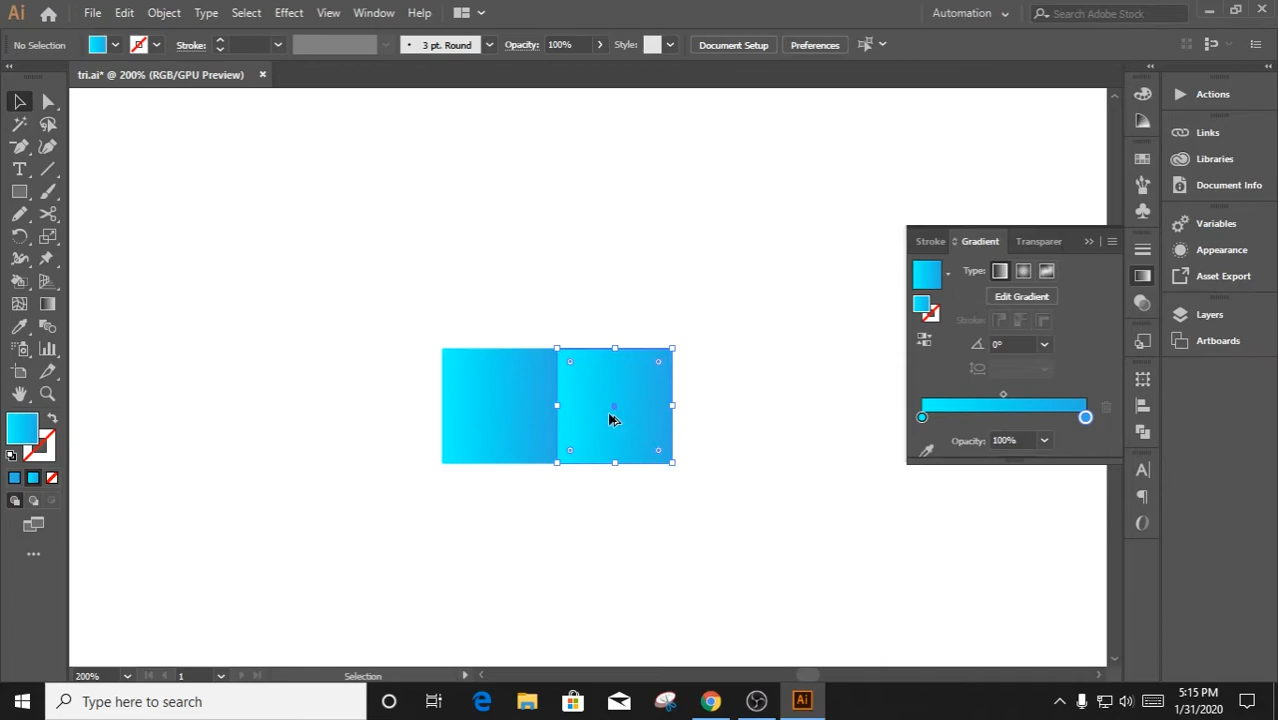 Ai File Edit Object Type Select Effect View Window Help Automation Search Adobe Stock
No Selection Stroke: 3 pt. Round Opacity: 100% Style: Document Setup Preferences
tri.ai* @ 200% (RGB/GPU Preview)
Actions
Links
Libraries
Document Info
Variables
Appearance
Asset Export
Layers
Artboards
Stroke Gradient Transparer
Type:
Edit Gradient
Stroke:
0°
Opacity: 100%
200% 1 Selection
Type here to search Ai
5:15 PM
1/31/2020